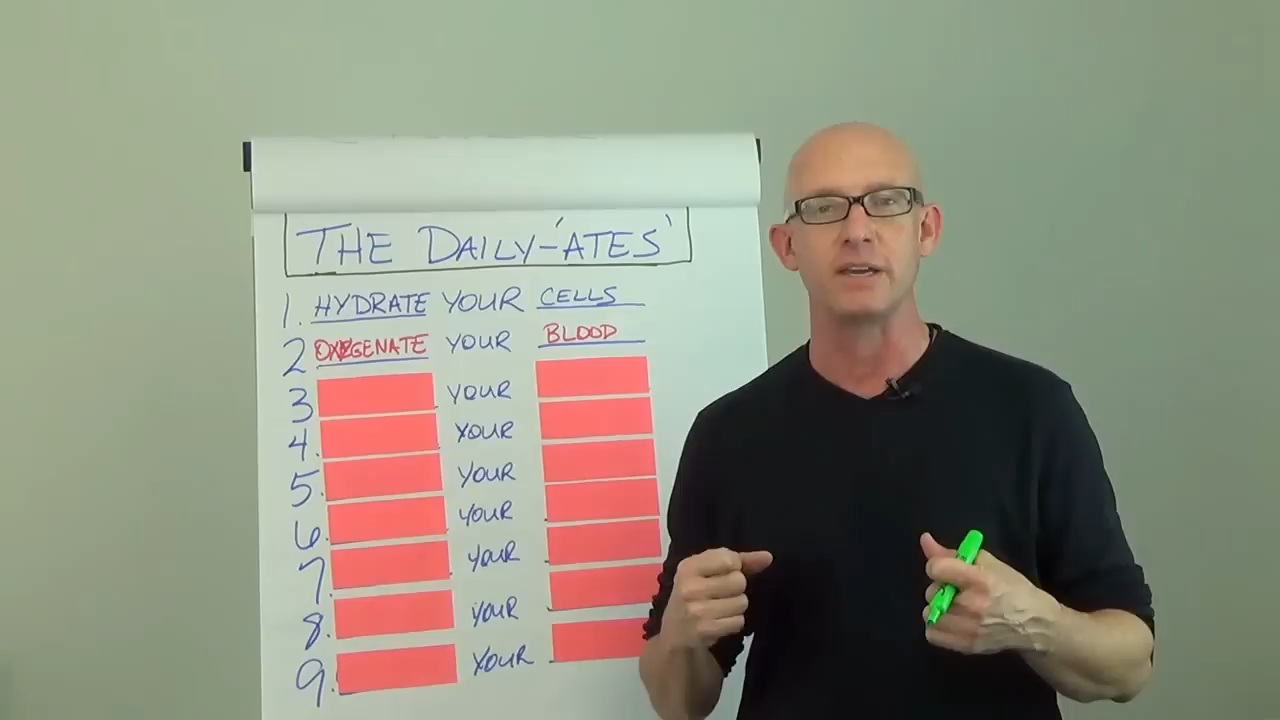 THE DAILY-'ATES'
1. HYDRATE YOUR CELLS
2 OXYGENATE YOUR BLOOD
3. YOUR
4. YOUR
5. YOUR
6. YOUR
7. YOUR
8. YOUR
9. YOUR